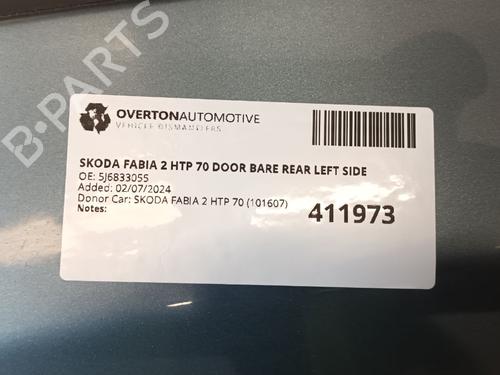 B-PARTS
OVERTONAUTOMOTIVE
VEHICLE DISMANTLERS
SKODA FABIA 2 HTP 70 DOOR BARE REAR LEFT SIDE
OE: 5J6833055
Added: 02/07/2024
Donor Car: SKODA FABIA 2 HTP 70 (101607)
Notes:
411973